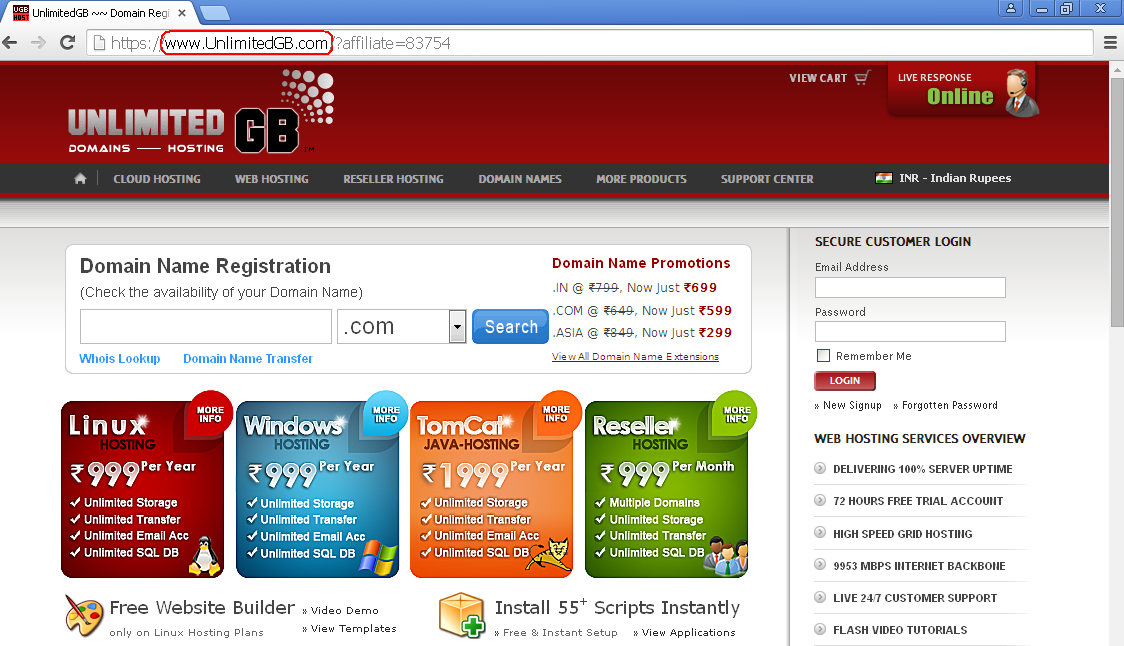 UGB HOST UnlimitedGB ~~ Domain Regi
https://www.UnlimitedGB.com/?affiliate=83754
VIEW CART
LIVE RESPONSE
Online
UNLIMITED GB
DOMAINS — HOSTING ™
CLOUD HOSTING WEB HOSTING RESELLER HOSTING DOMAIN NAMES MORE PRODUCTS SUPPORT CENTER INR - Indian Rupees
Domain Name Registration
(Check the availability of your Domain Name)
.com Search
Whois Lookup Domain Name Transfer
Domain Name Promotions
.IN @ ₹799, Now Just ₹699
.COM @ ₹649, Now Just ₹599
.ASIA @ ₹849, Now Just ₹299
View All Domain Name Extensions
MORE INFO
Linux
HOSTING
₹999 Per Year
✓ Unlimited Storage
✓ Unlimited Transfer
✓ Unlimited Email Acc
✓ Unlimited SQL DB
MORE INFO
Windows
HOSTING
₹999 Per Year
✓ Unlimited Storage
✓ Unlimited Transfer
✓ Unlimited Email Acc
✓ Unlimited SQL DB
MORE INFO
TomCat
JAVA-HOSTING
₹1999 Per Year
✓ Unlimited Storage
✓ Unlimited Transfer
✓ Unlimited Email Acc
✓ Unlimited SQL DB
MORE INFO
Reseller
HOSTING
₹999 Per Month
✓ Multiple Domains
✓ Unlimited Storage
✓ Unlimited Transfer
✓ Unlimited SQL DB
Free Website Builder
only on Linux Hosting Plans
» Video Demo
» View Templates
Install 55+ Scripts Instantly
» Free & Instant Setup » View Applications
SECURE CUSTOMER LOGIN
Email Address
Password
Remember Me
LOGIN
» New Signup » Forgotten Password
WEB HOSTING SERVICES OVERVIEW
DELIVERING 100% SERVER UPTIME
72 HOURS FREE TRIAL ACCOUNT
HIGH SPEED GRID HOSTING
9953 MBPS INTERNET BACKBONE
LIVE 24/7 CUSTOMER SUPPORT
FLASH VIDEO TUTORIALS